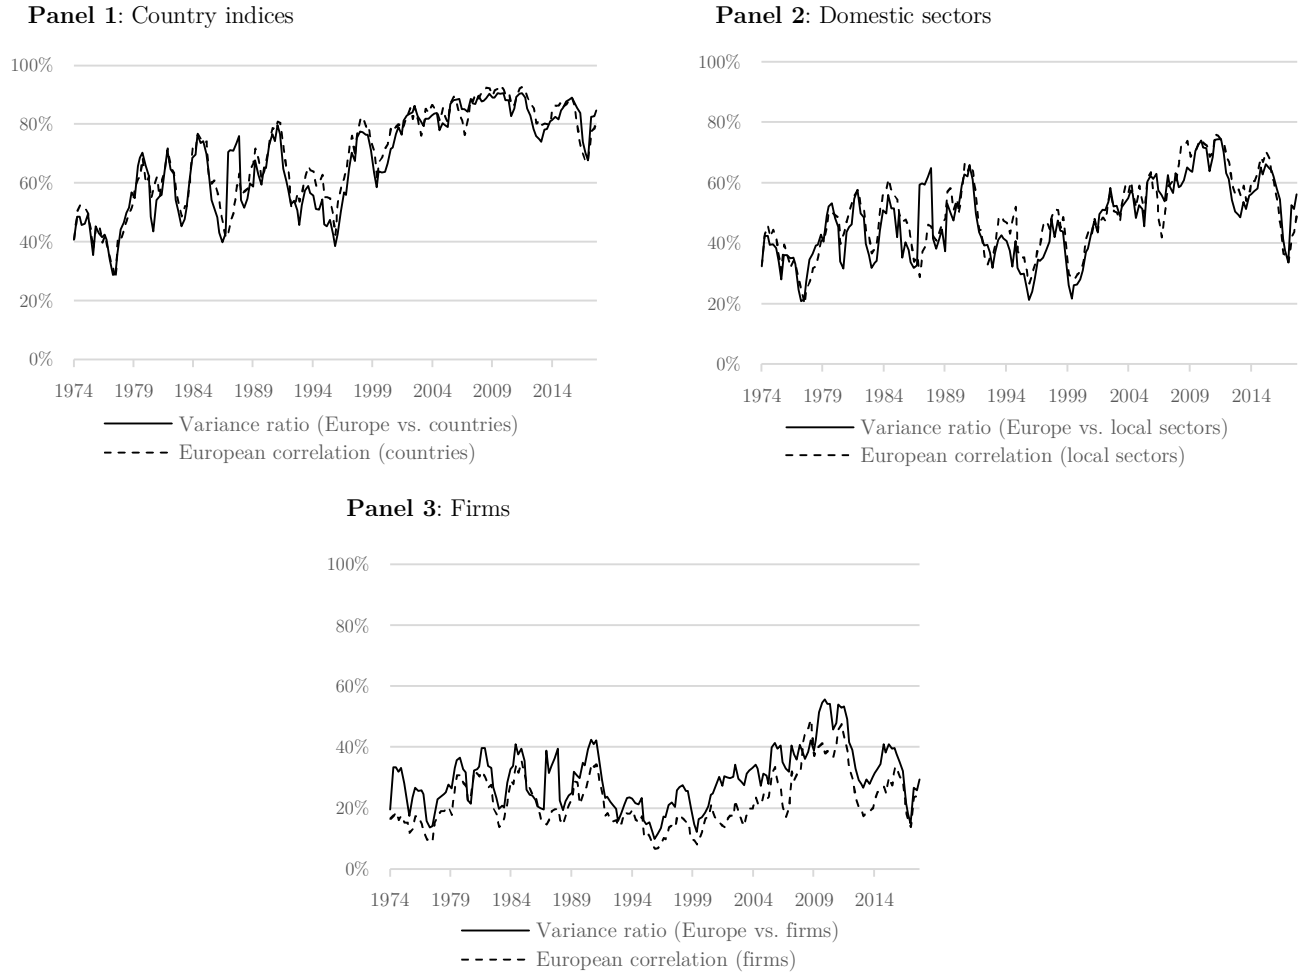 Panel 1: Country indices
100%
80%
60%
40%
20%
0%
1974 1979 1984 1989 1994 1999 2004 2009 2014
Variance ratio (Europe vs. countries)
European correlation (countries)
Panel 2: Domestic sectors
100%
80%
60%
40%
20%
0%
1974 1979 1984 1989 1994 1999 2004 2009 2014
Variance ratio (Europe vs. local sectors)
European correlation (local sectors)
Panel 3: Firms
100%
80%
60%
40%
20%
0%
1974 1979 1984 1989 1994 1999 2004 2009 2014
Variance ratio (Europe vs. firms)
European correlation (firms)